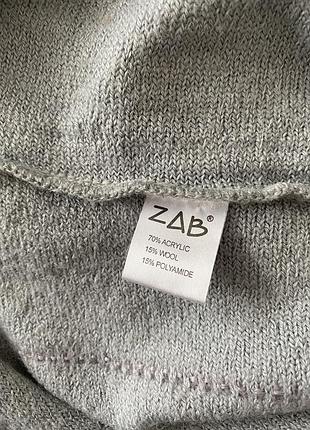 ZAB®
70% ACRYLIC
15% WOOL
15% POLYAMIDE